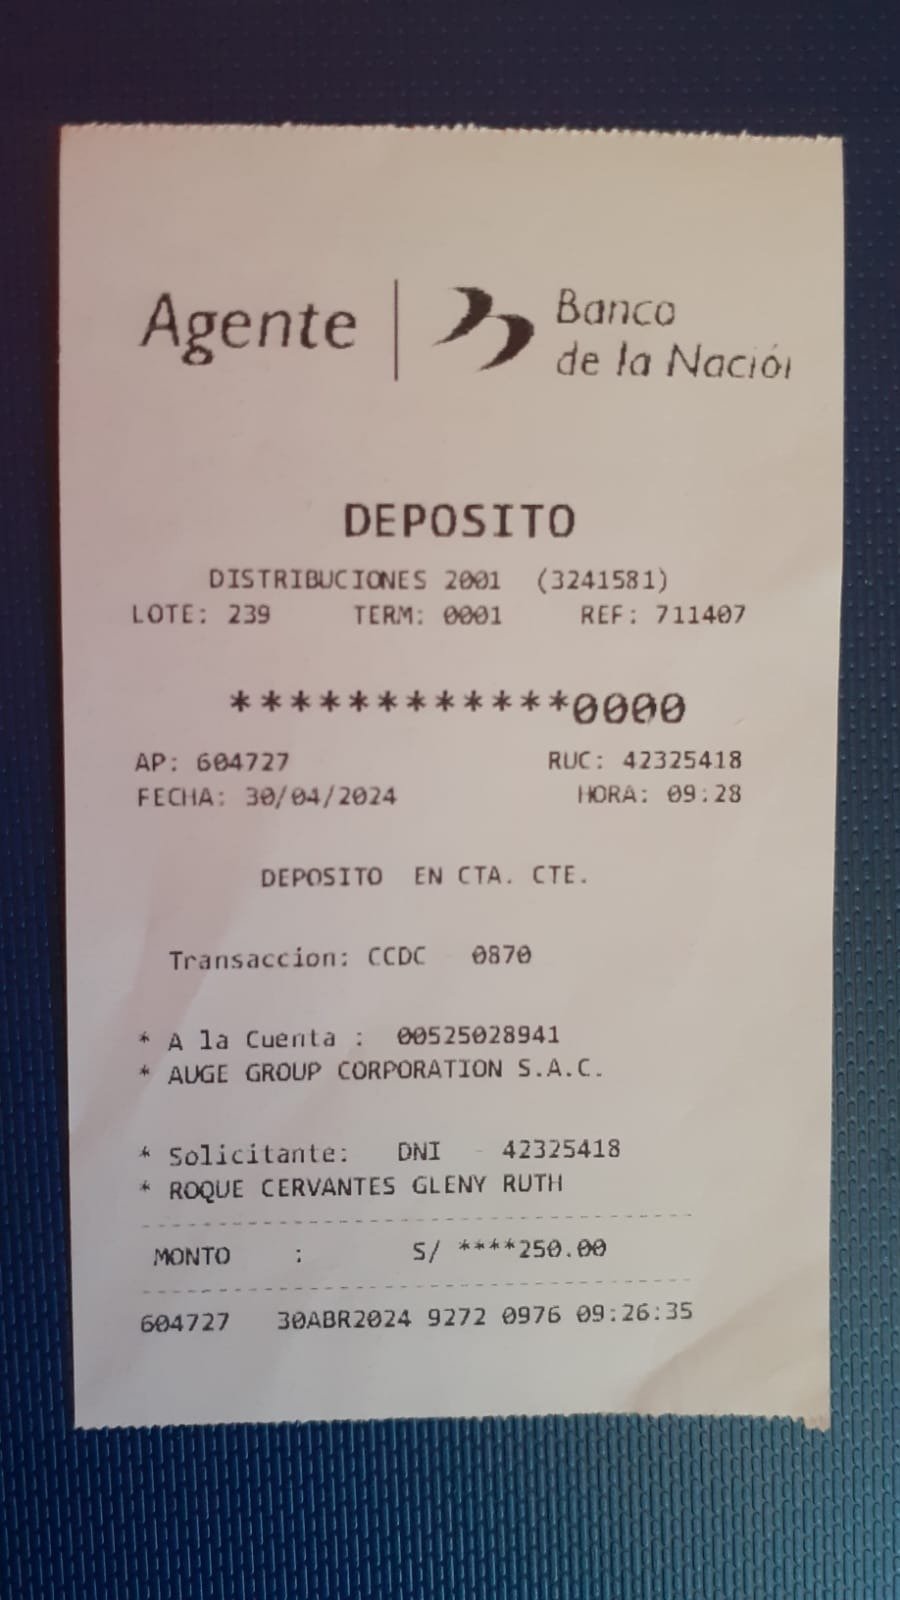 Agente
Banco
de la Nación
DEPOSITO
DISTRIBUCIONES 2001 (3241581)
LOTE: 239 TERM: 0001 REF: 711407
************0000
AP: 604727 RUC: 42325418
FECHA: 30/04/2024 HORA: 09:28
DEPOSITO EN CTA. CTE.
Transaccion: CCDC 0870
* A la Cuenta : 00525028941
* AUGE GROUP CORPORATION S.A.C.
* Solicitante: DNI - 42325418
* ROQUE CERVANTES GLENY RUTH
MONTO : S/ ****250.00
604727 30ABR2024 9272 0976 09:26:35